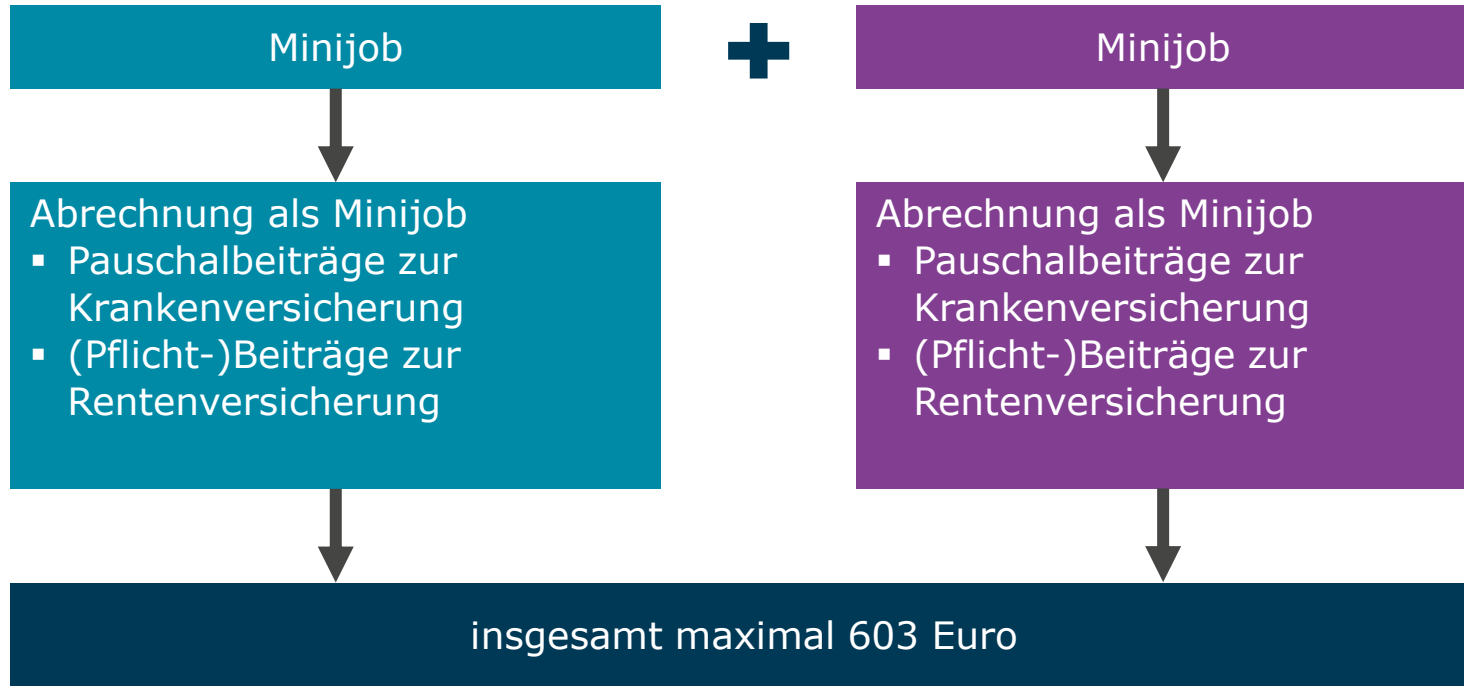 Minijob
Minijob
Abrechnung als Minijob
▪ Pauschalbeiträge zur
Krankenversicherung
▪ (Pflicht-)Beiträge zur
Rentenversicherung
Abrechnung als Minijob
▪ Pauschalbeiträge zur
Krankenversicherung
▪ (Pflicht-)Beiträge zur
Rentenversicherung
insgesamt maximal 603 Euro